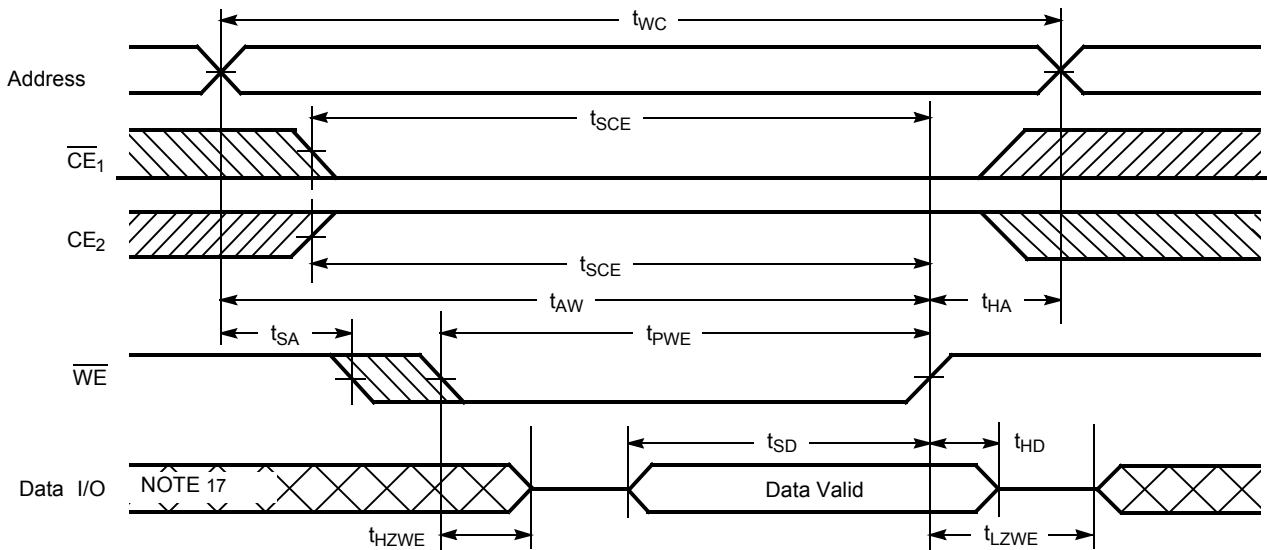 tWC
Address
tSCE
CE1
CE2
tSCE
tAW
tHA
tSA
tPWE
WE
tSD
tHD
Data I/O
NOTE 17
Data Valid
tHZWE
tLZWE